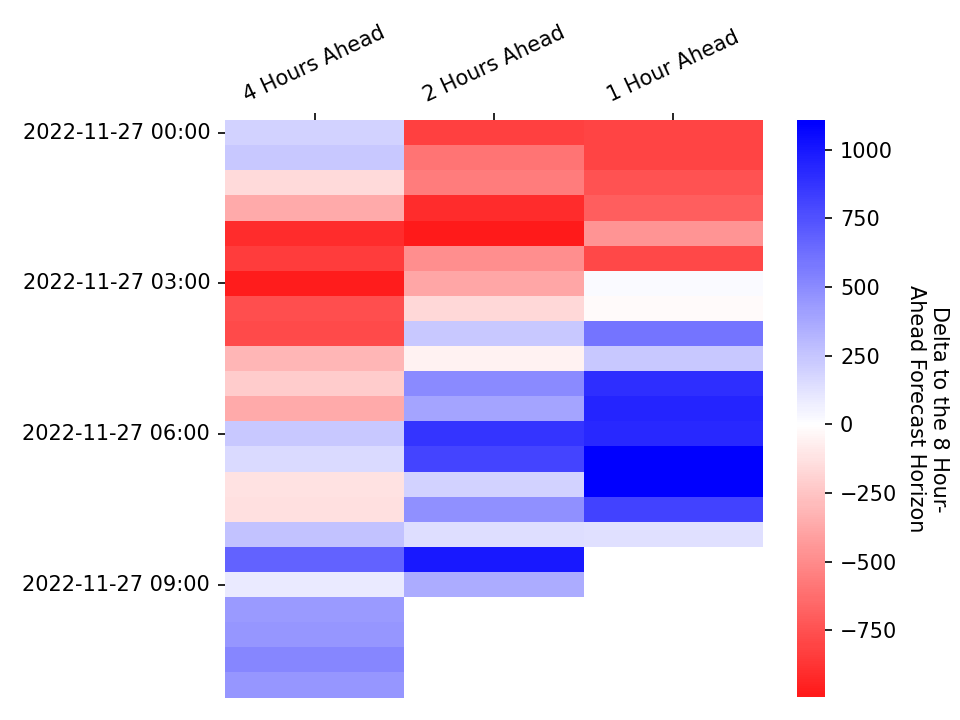 4 Hours Ahead
2 Hours Ahead
1 Hour Ahead
2022-11-27 00:00
2022-11-27 03:00
2022-11-27 06:00
2022-11-27 09:00
1000
750
500
250
0
−250
−500
−750
Delta to the 8 Hour-
Ahead Forecast Horizon